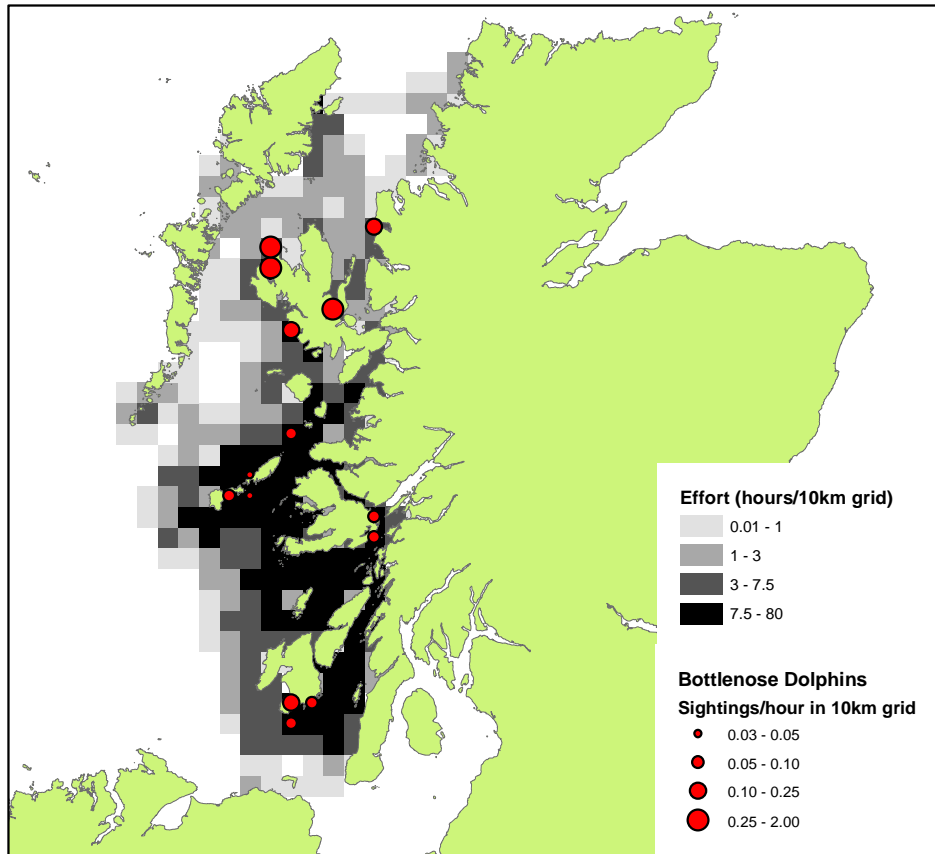 Effort (hours/10km grid)
0.01 - 1
1 - 3
3 - 7.5
7.5 - 80
Bottlenose Dolphins
Sightings/hour in 10km grid
0.03 - 0.05
0.05 - 0.10
0.10 - 0.25
0.25 - 2.00